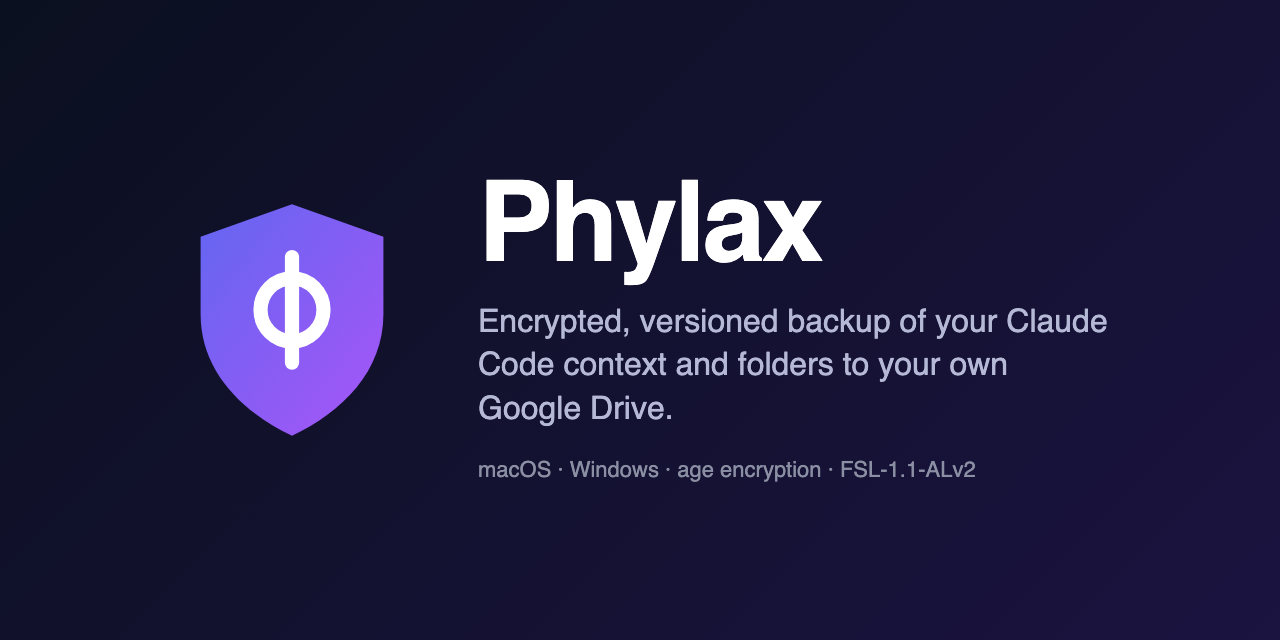 Phylax
Encrypted, versioned backup of your Claude
Code context and folders to your own
Google Drive.
macOS · Windows · age encryption · FSL-1.1-ALv2